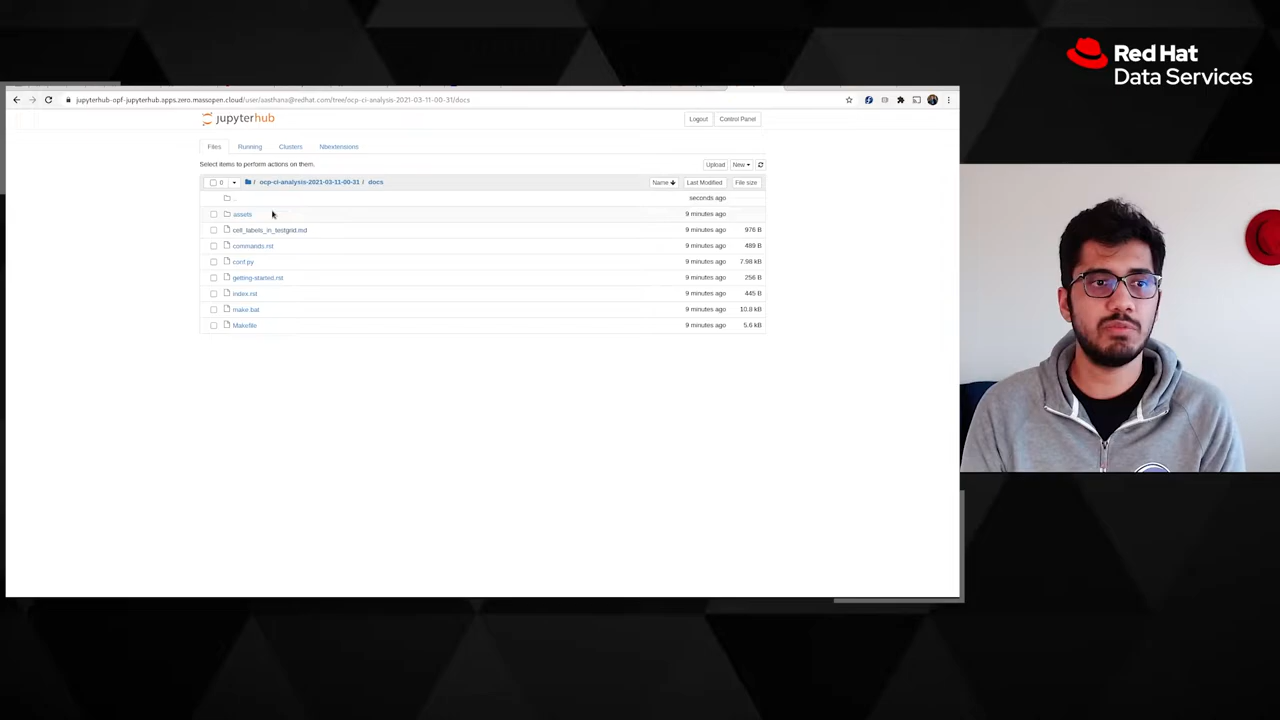 Red Hat
Data Services
jupyterhub-opf-jupyterhub.apps.zero.massopen.cloud/user/aasthana@redhat.com/tree/ocp-ci-analysis-2021-03-11-00-31/docs
jupyterhub
Logout
Control Panel
Files
Running
Clusters
Nbextensions
Select items to perform actions on them.
Upload
New
0
/ ocp-ci-analysis-2021-03-11-00-31 / docs
Name
Last Modified
File size
..
seconds ago
assets
9 minutes ago
cell_labels_in_testgrid.md
9 minutes ago
976 B
commands.rst
9 minutes ago
489 B
conf.py
9 minutes ago
7.98 kB
getting-started.rst
9 minutes ago
256 B
index.rst
9 minutes ago
445 B
make.bat
9 minutes ago
10.8 kB
Makefile
9 minutes ago
5.6 kB